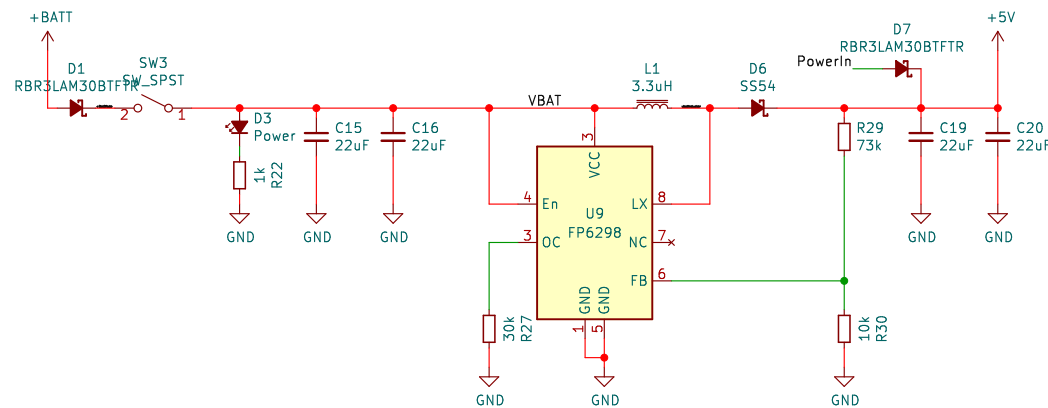 +BATT
+5V
D7
RBR3LAM30BTFTR
PowerIn
D1
RBR3LAM30BTFTR
SW3
SW_SPST
L1
3.3uH
D6
SS54
2
1
VBAT
D3
Power
C15
22uF
C16
22uF
3
VCC
R29
73k
C19
22uF
C20
22uF
1k
R22
4
En
LX
8
U9
FP6298
3
OC
NC
7
FB
6
GND
GND
GND
GND
GND
GND
GND
1
5
30k
R27
10k
R30
GND
GND
GND